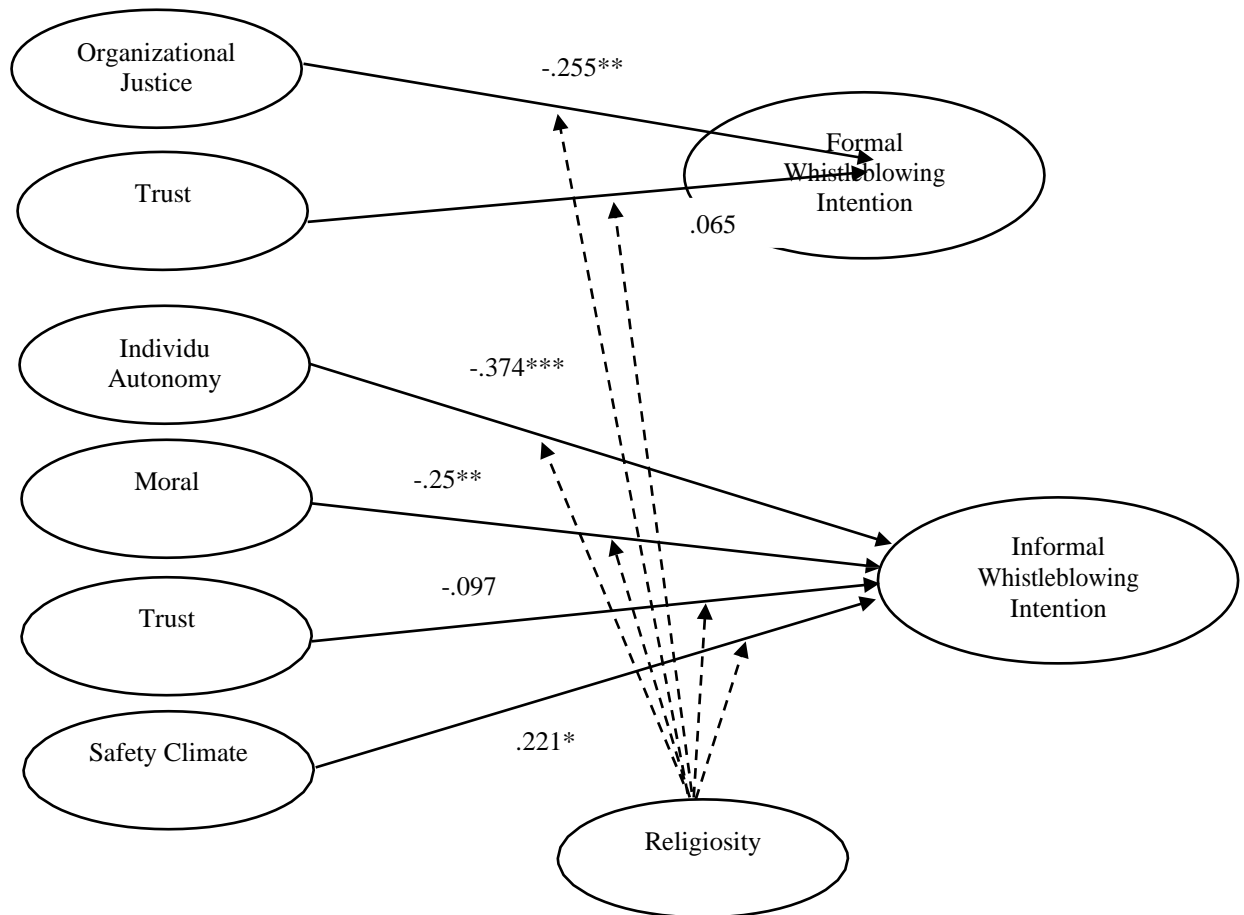 Organizational
Justice
-.255**
Formal
Whistleblowing
Intention
Trust
.065
Individu
Autonomy
-.374***
Moral
-.25**
Informal
Whistleblowing
Intention
Trust
-.097
Safety Climate
.221*
Religiosity